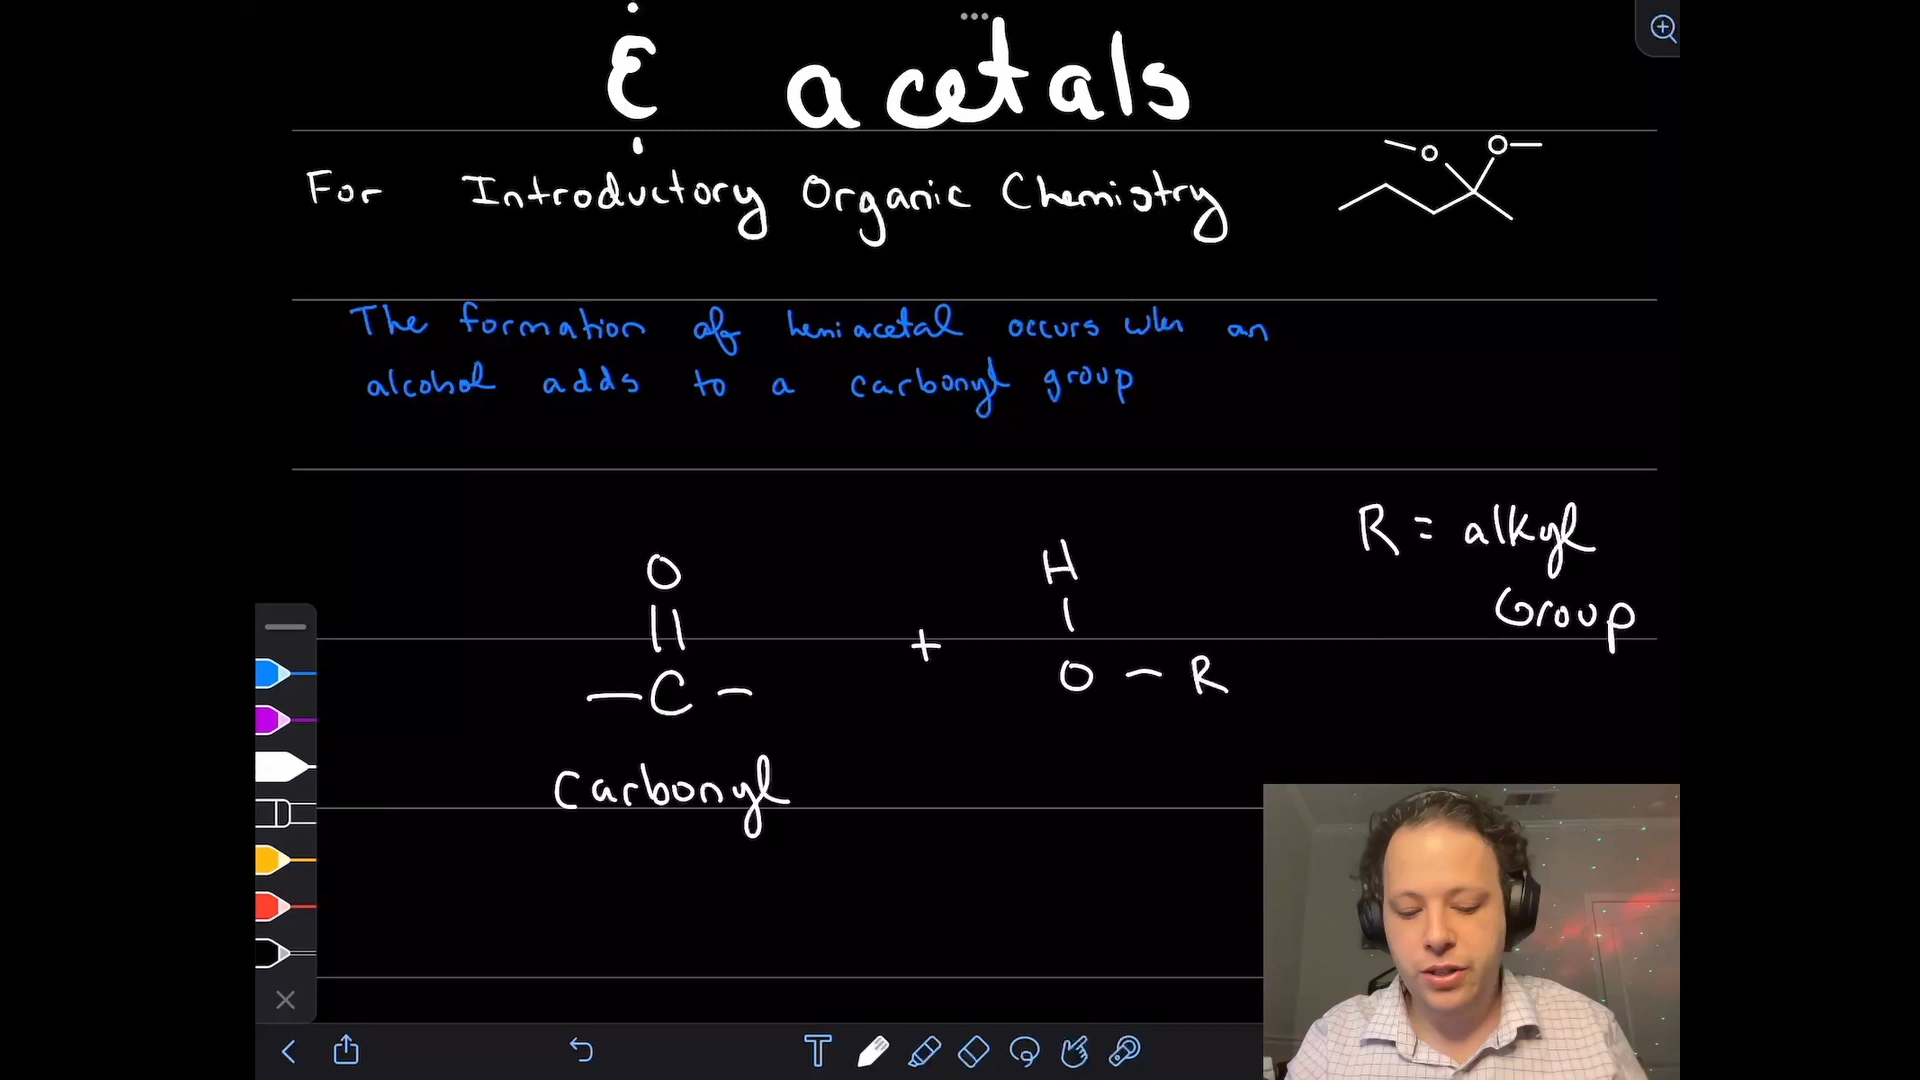 & acetals
For Introductory Organic Chemistry
O O
The formation of hemiacetal occurs when an
alcohol adds to a carbonyl group
R = alkyl
Group
O H
+
C O - R
Carbonyl
T